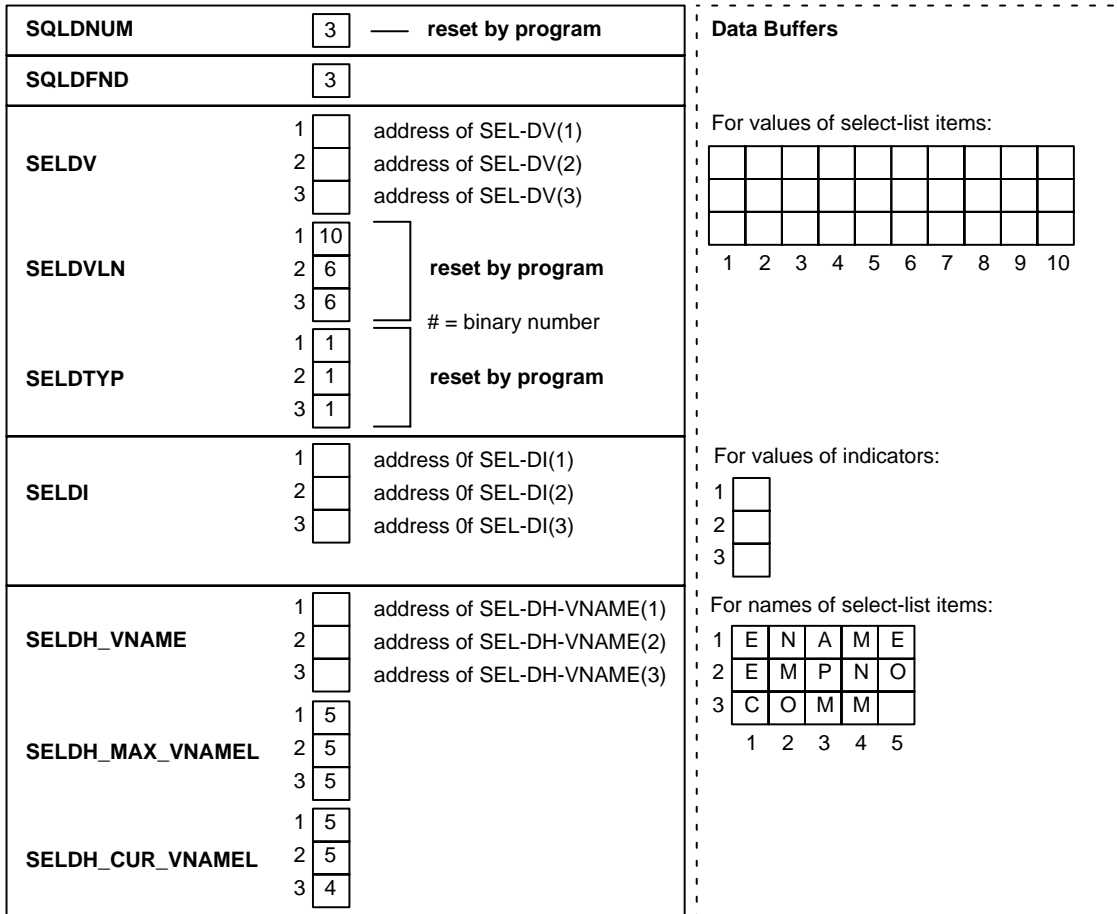 SQLDNUM 3 reset by program
Data Buffers
SQLDFND 3
SELDV
1 address of SEL-DV(1)
2 address of SEL-DV(2)
3 address of SEL-DV(3)
For values of select-list items:
1 2 3 4 5 6 7 8 9 10
SELDVLN
1 10
2 6
3 6
reset by program
# = binary number
SELDTYP
1 1
2 1
3 1
reset by program
SELDI
1 address 0f SEL-DI(1)
2 address 0f SEL-DI(2)
3 address 0f SEL-DI(3)
For values of indicators:
1
2
3
SELDH_VNAME
1 address of SEL-DH-VNAME(1)
2 address of SEL-DH-VNAME(2)
3 address of SEL-DH-VNAME(3)
For names of select-list items:
1 E N A M E
2 E M P N O
3 C O M M
1 2 3 4 5
SELDH_MAX_VNAMEL
1 5
2 5
3 5
SELDH_CUR_VNAMEL
1 5
2 5
3 4